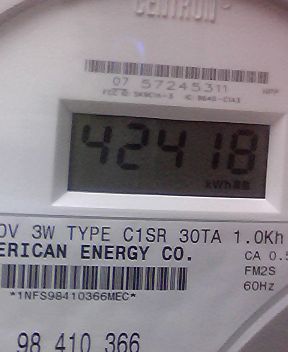 CENTRON
07 57245311
42418
kWh
0V 3W TYPE C1SR 30TA 1.0Kh
ERICAN ENERGY CO. CA 0.5
FM2S
*1NFS98410366MEC* 60Hz
98 410 366